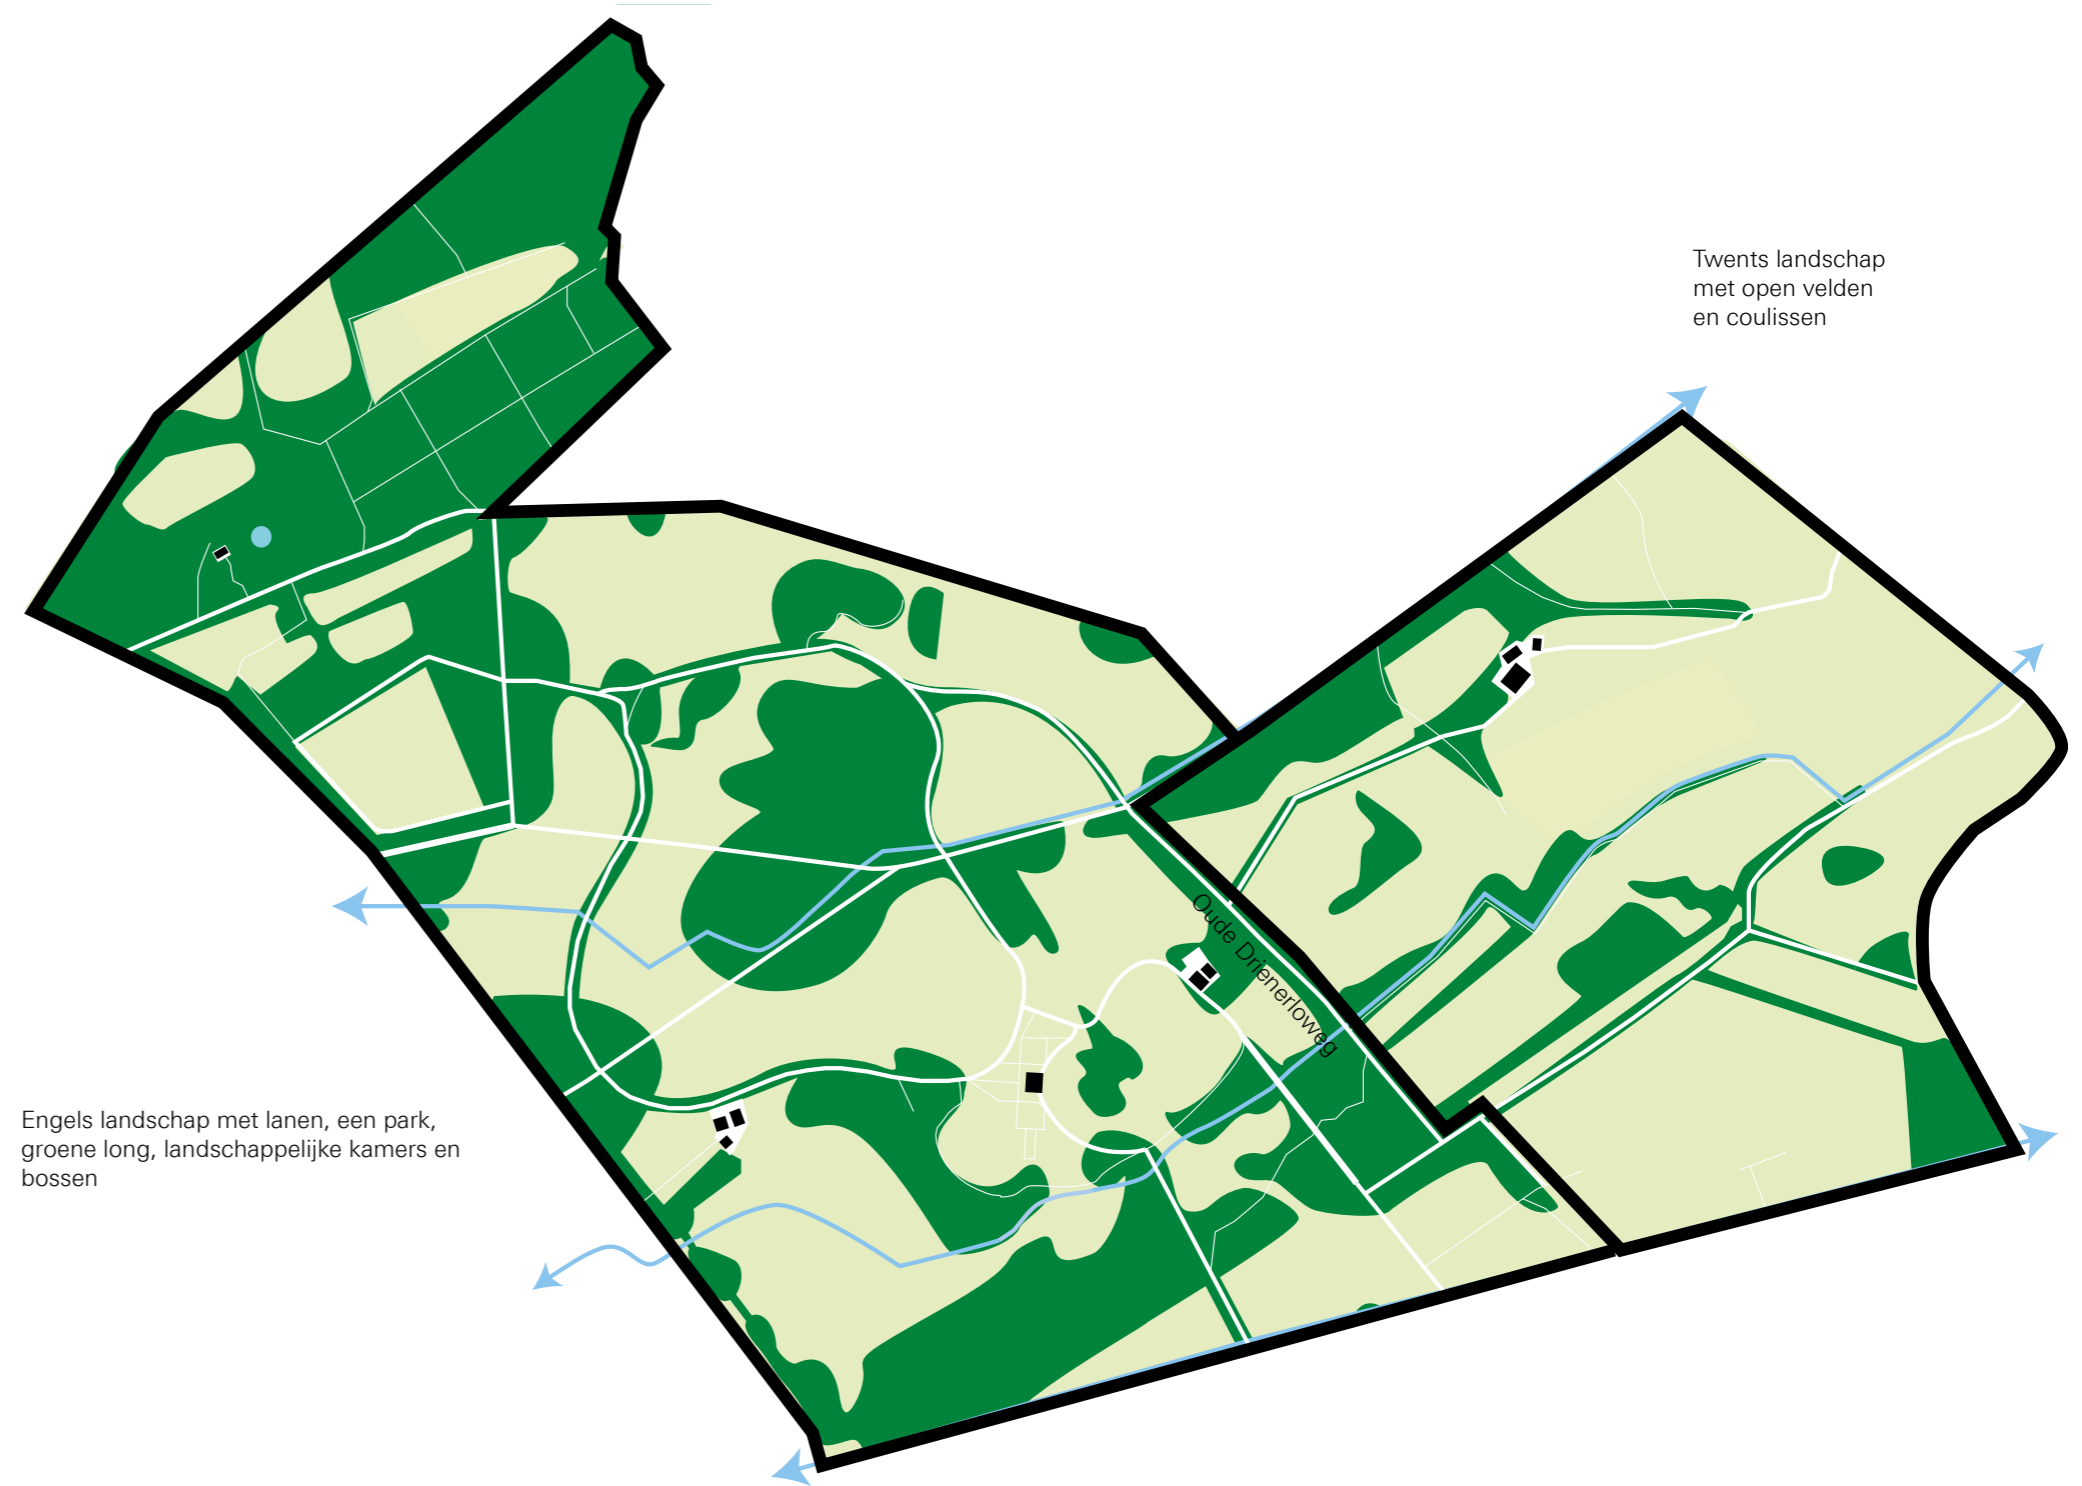 Twents landschap
met open velden
en coulissen
Oude Drienerloweg
Engels landschap met lanen, een park,
groene long, landschappelijke kamers en
bossen